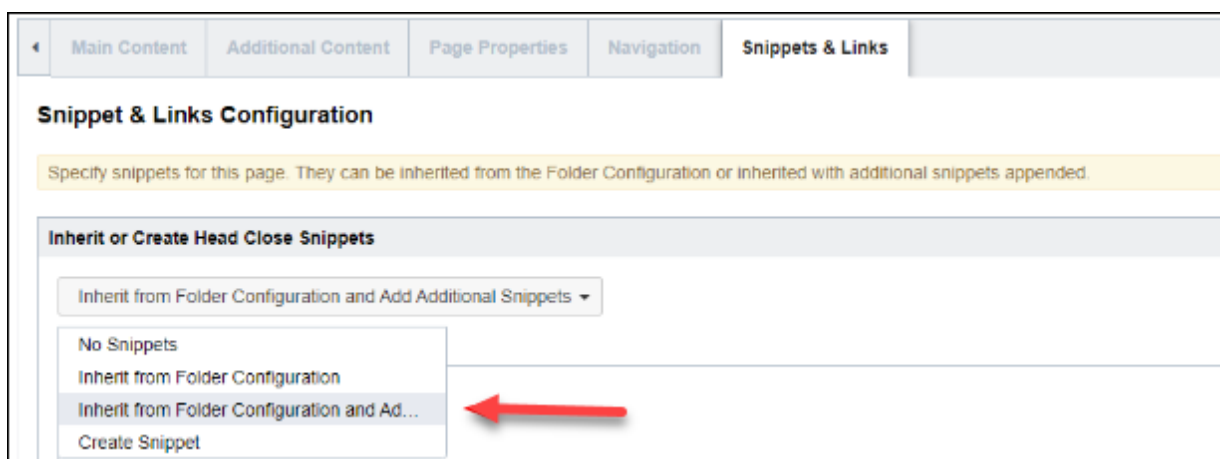 Main Content Additional Content Page Properties Navigation Snippets & Links
Snippet & Links Configuration
Specify snippets for this page. They can be inherited from the Folder Configuration or inherited with additional snippets appended.
Inherit or Create Head Close Snippets
Inherit from Folder Configuration and Add Additional Snippets
No Snippets
Inherit from Folder Configuration
Inherit from Folder Configuration and Ad...
Create Snippet